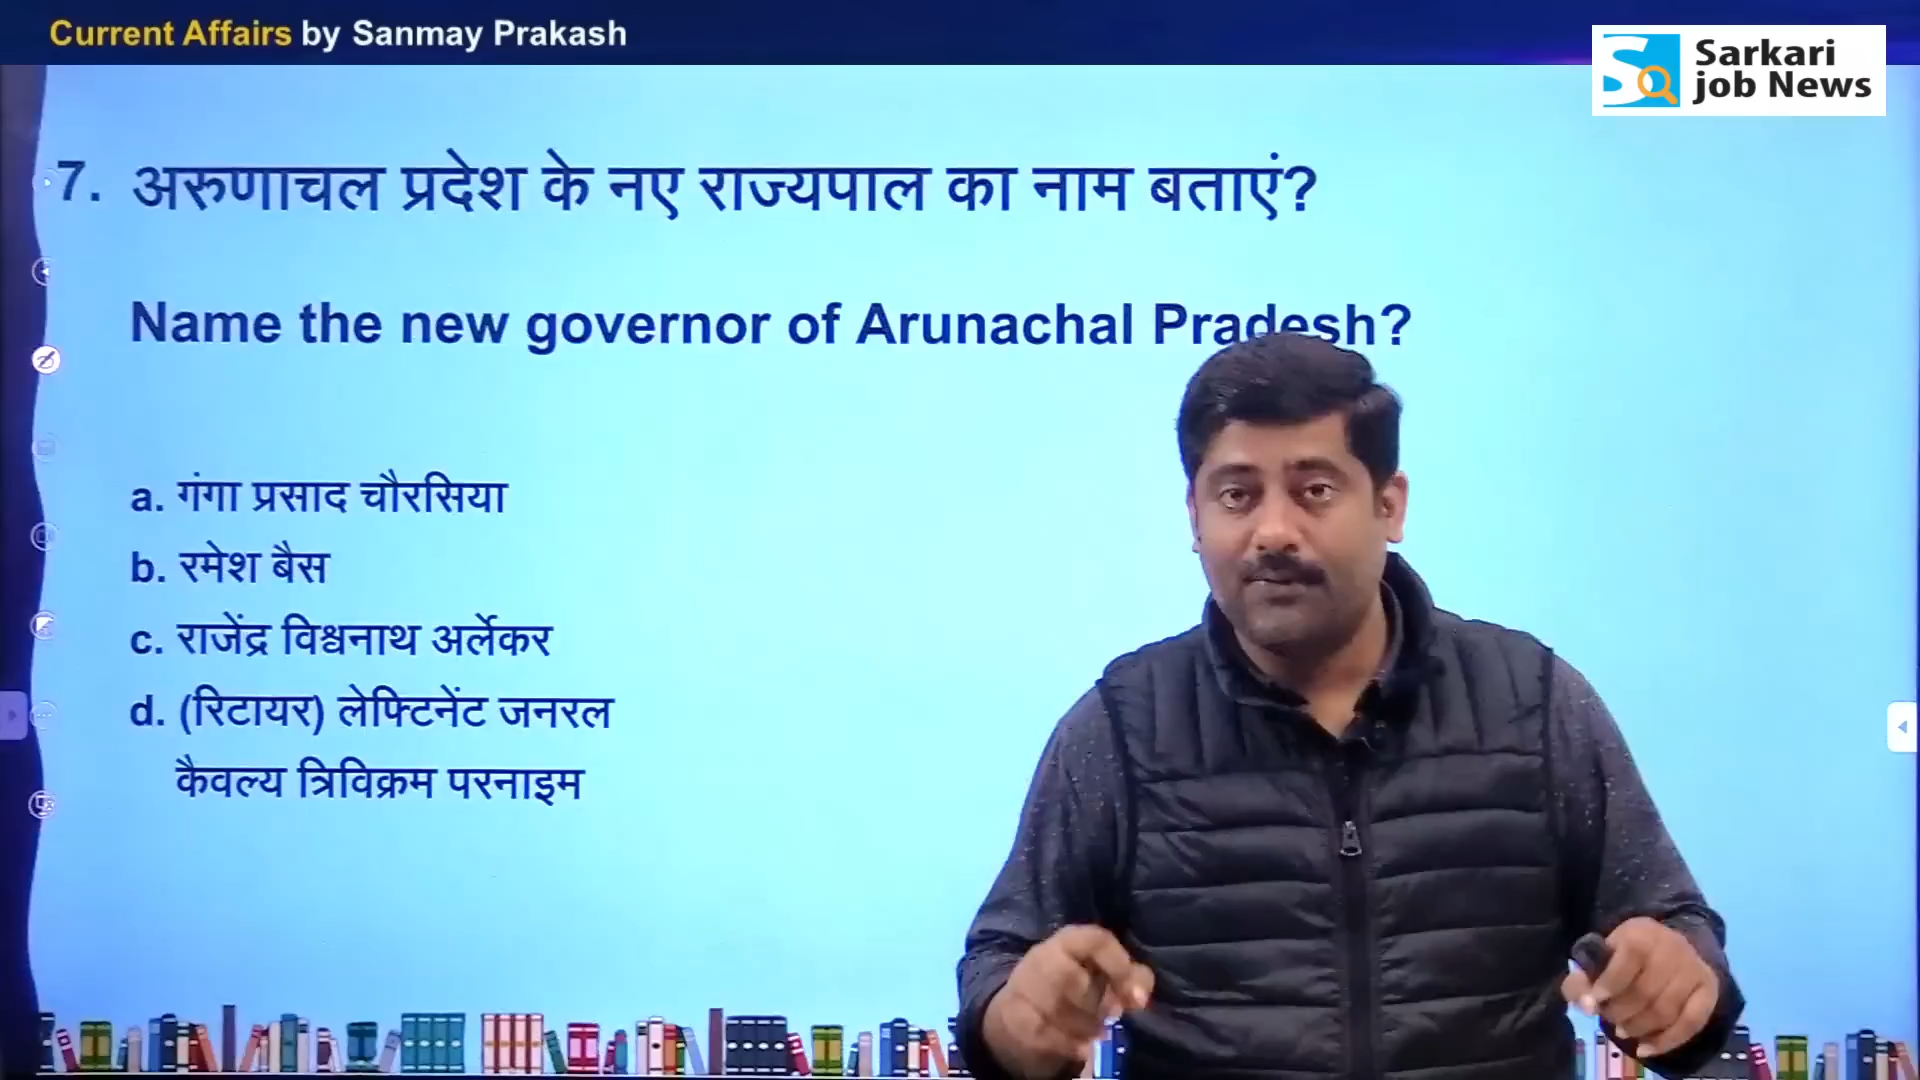 Current Affairs by Sanmay Prakash
Sarkari
job News
7. अरुणाचल प्रदेश के नए राज्यपाल का नाम बताएं?
Name the new governor of Arunachal Pradesh?
a. गंगा प्रसाद चौरसिया
b. रमेश बैस
c. राजेंद्र विश्वनाथ अर्लेकर
d. (रिटायर) लेफ्टिनेंट जनरल
कैवल्य त्रिविक्रम परनाइम